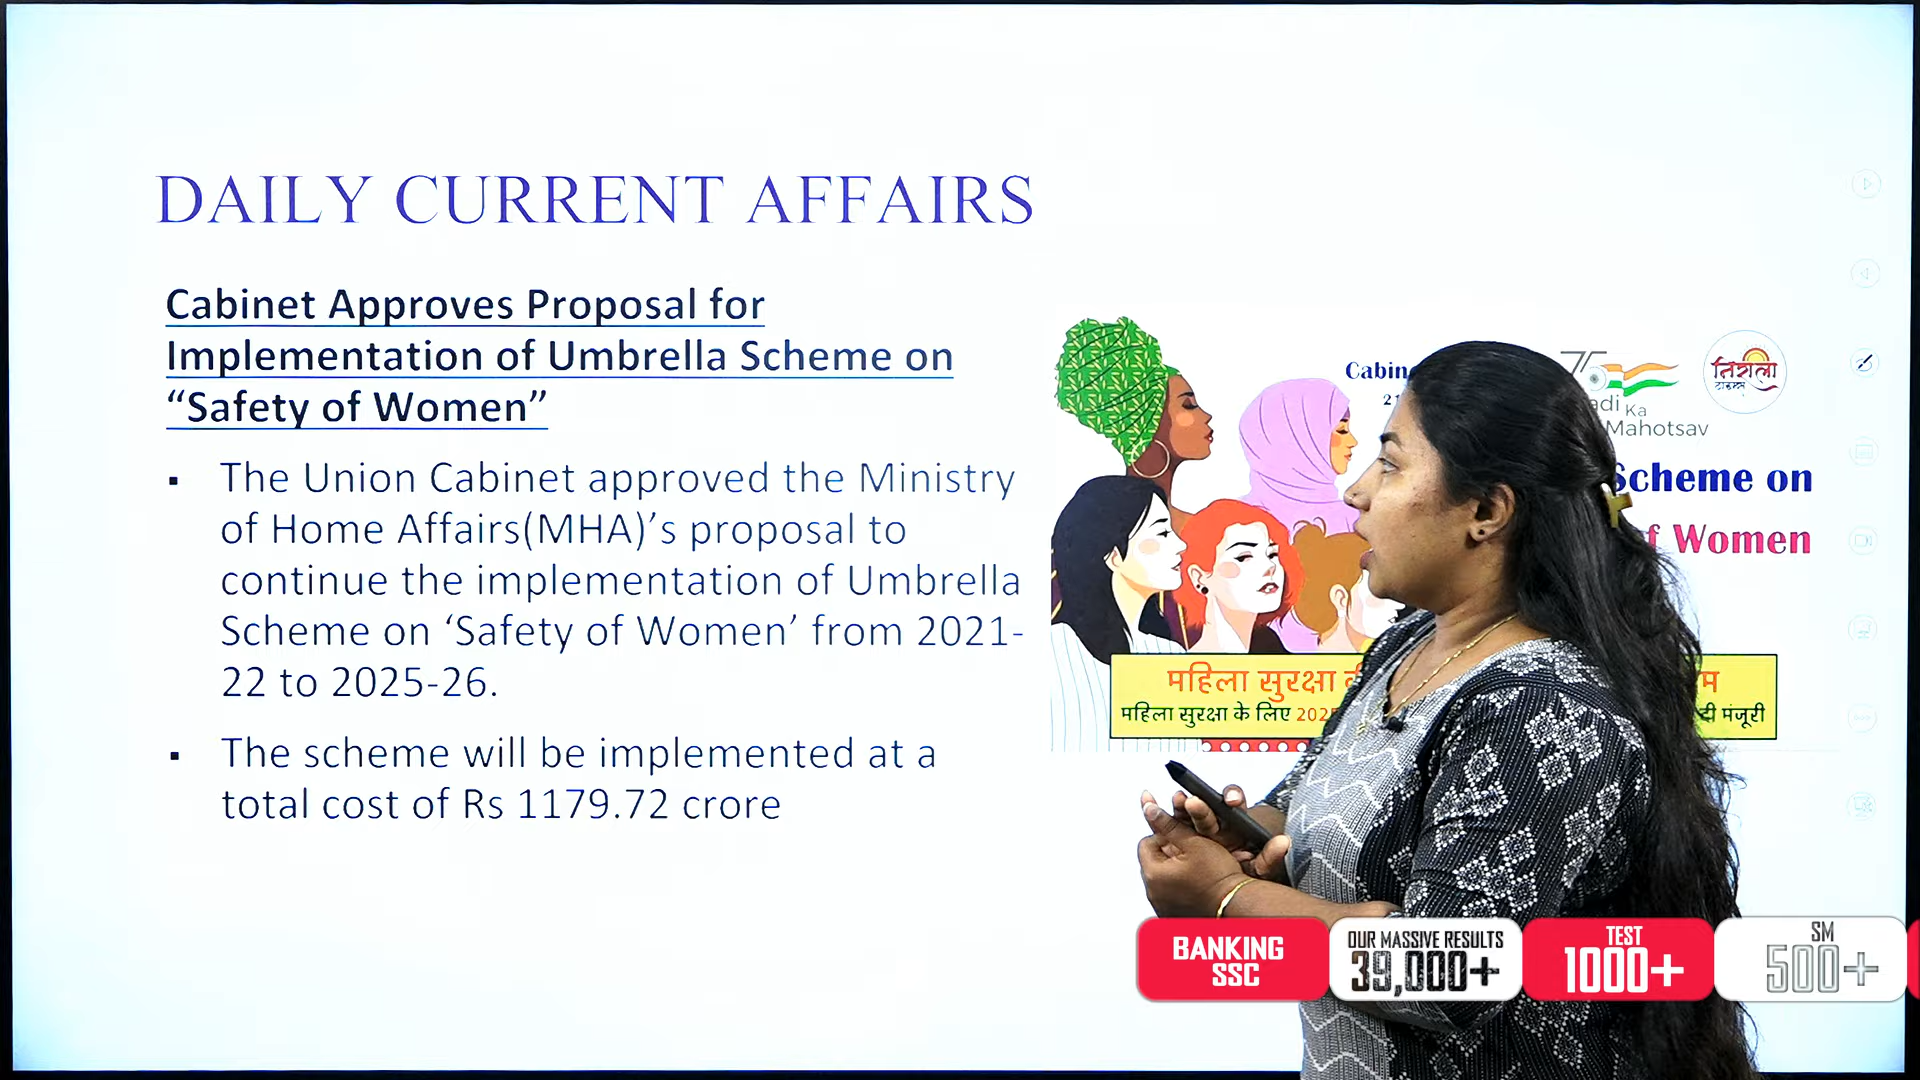 DAILY CURRENT AFFAIRS
Cabinet Approves Proposal for
Implementation of Umbrella Scheme on
“Safety of Women”
▪ The Union Cabinet approved the Ministry
of Home Affairs(MHA)’s proposal to
continue the implementation of Umbrella
Scheme on ‘Safety of Women’ from 2021-
22 to 2025-26.
▪ The scheme will be implemented at a
total cost of Rs 1179.72 crore
75
Ka
Mahotsav
Scheme on
Women
महिला सुरक्षा
महिला सुरक्षा के लिए
मंजूरी
BANKING
SSC
OUR MASSIVE RESULTS
39,000+
TEST
1000+
SM
500+